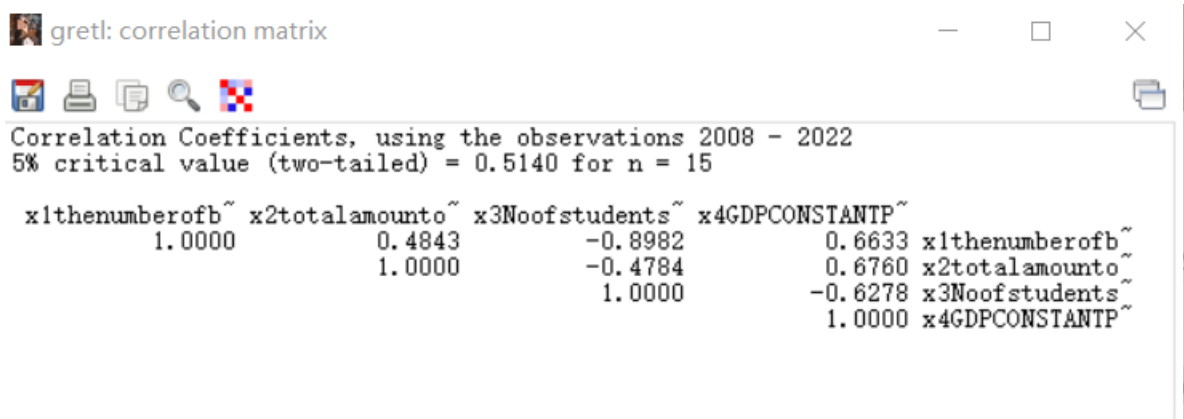 gretl: correlation matrix
Correlation Coefficients, using the observations 2008 - 2022
5% critical value (two-tailed) = 0.5140 for n = 15
x1thenumberofb~ x2totalamounto~ x3Noofstudents~ x4GDPCONSTANTP~
1.0000 0.4843 -0.8982 0.6633 x1thenumberofb~
1.0000 -0.4784 0.6760 x2totalamounto~
1.0000 -0.6278 x3Noofstudents~
1.0000 x4GDPCONSTANTP~